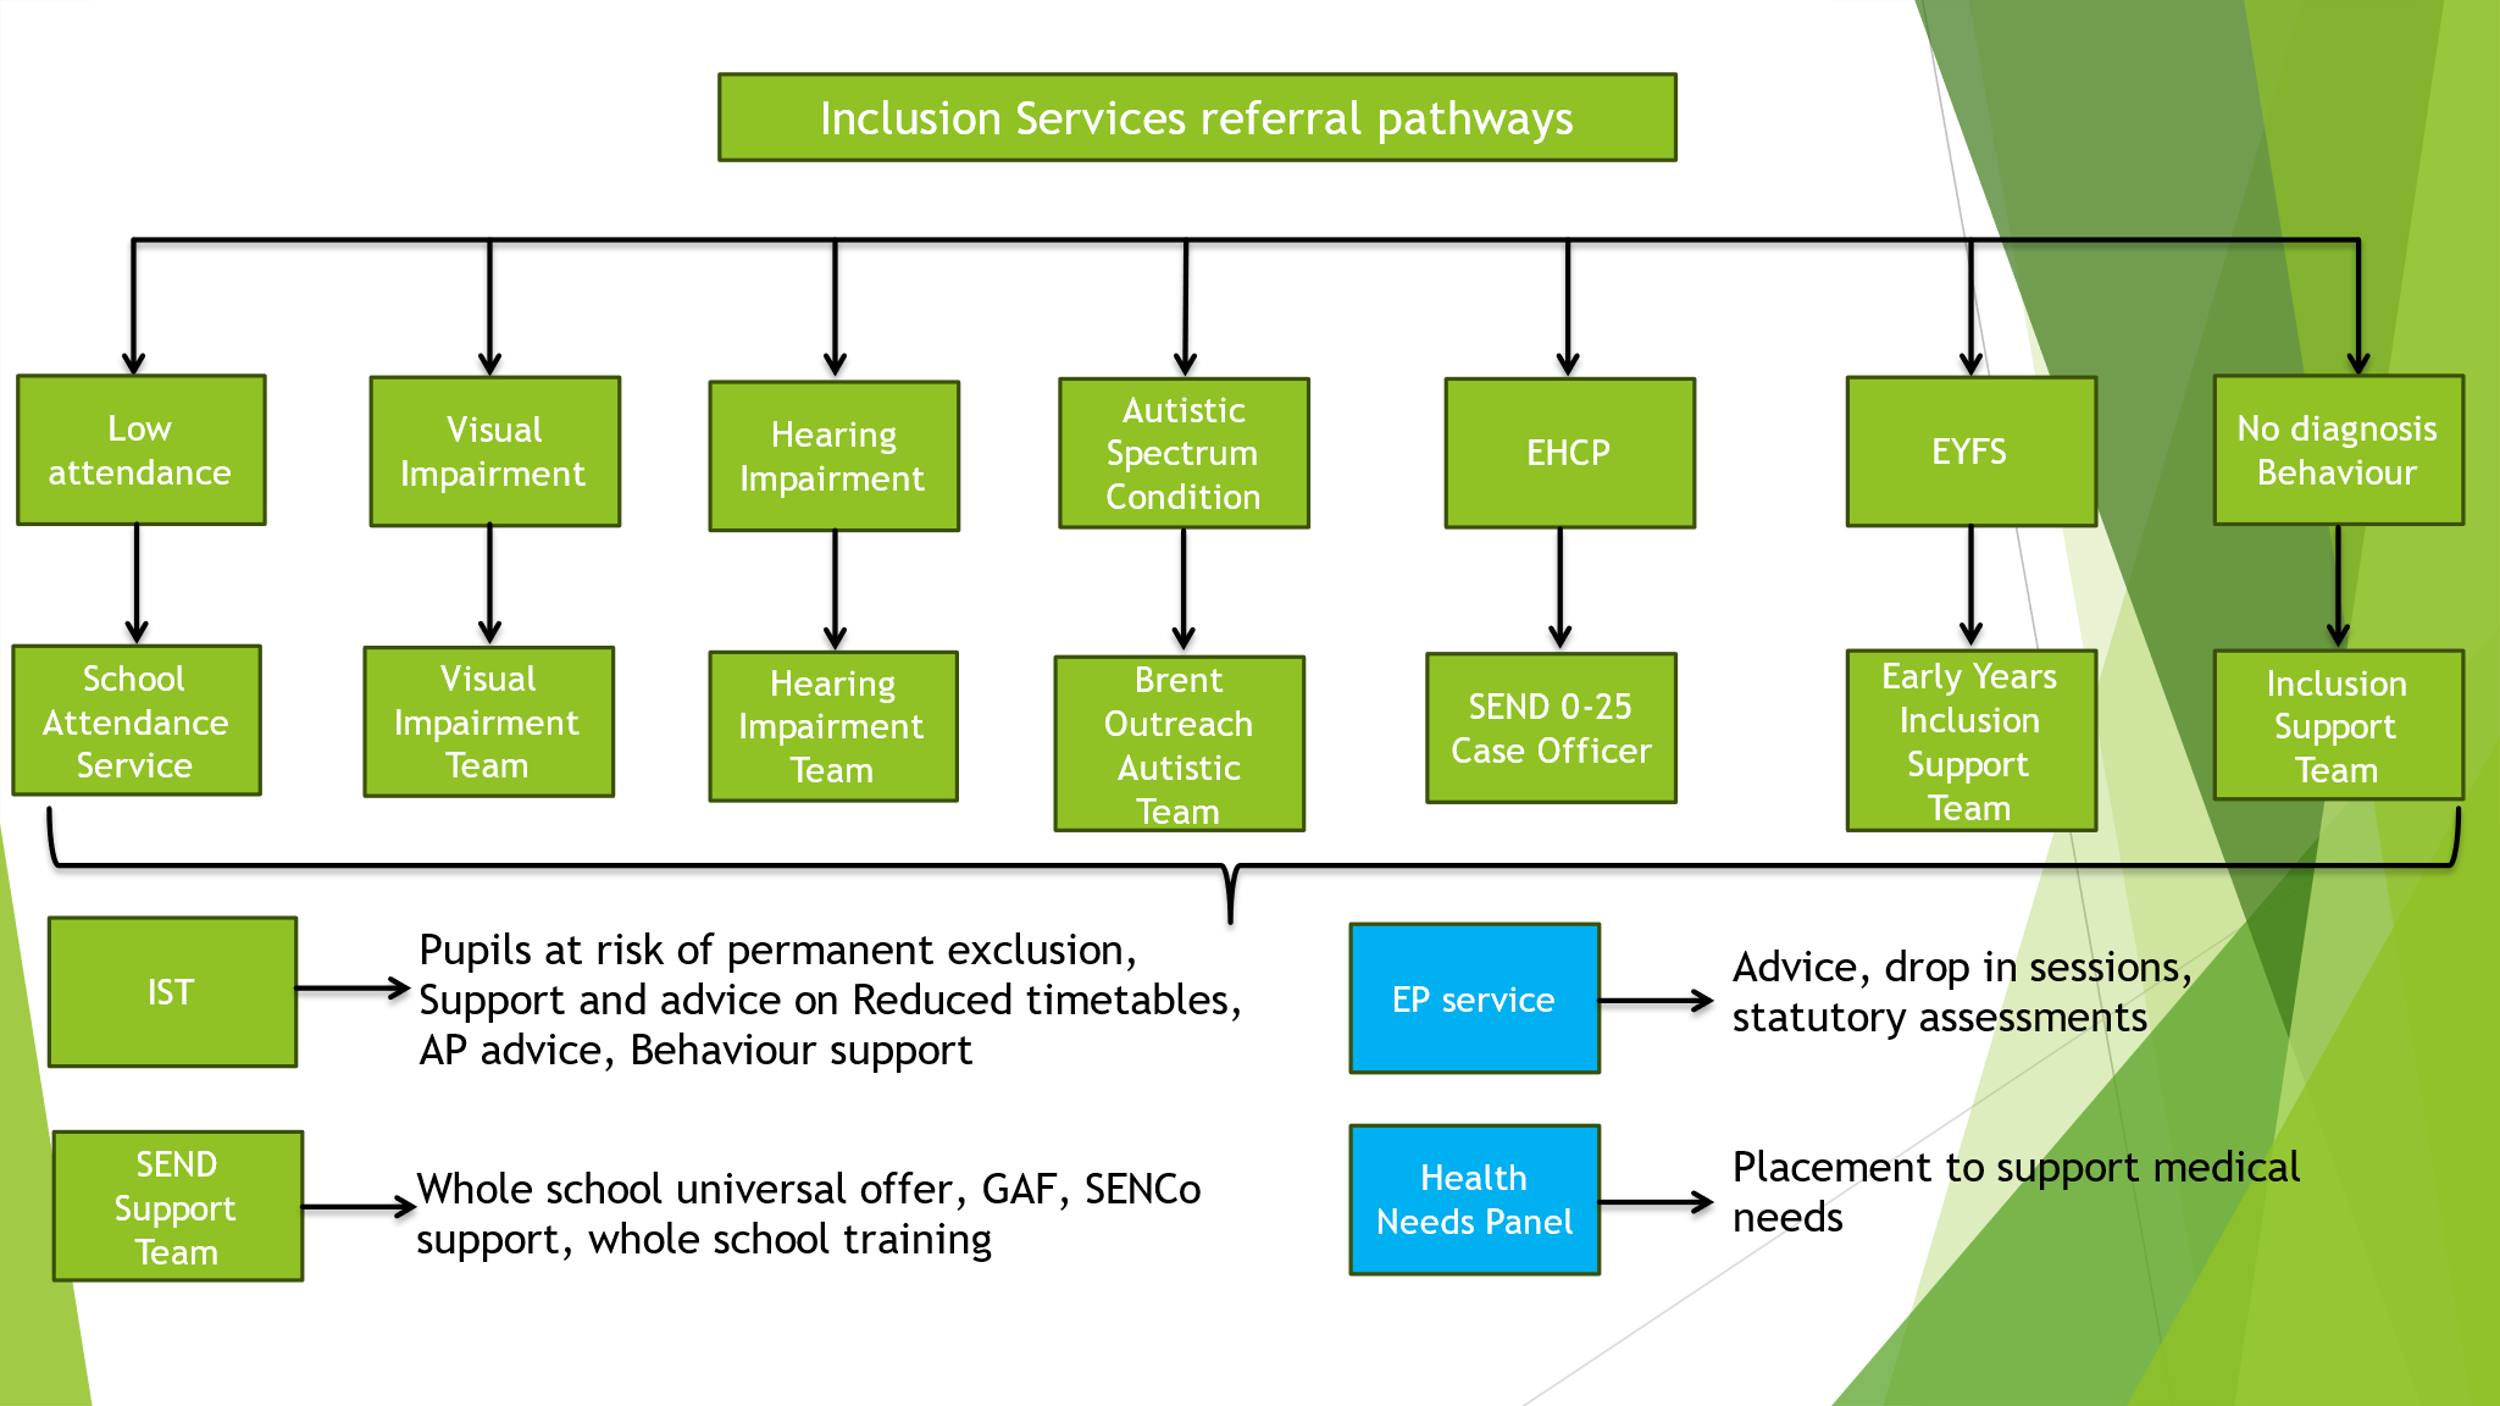 Inclusion Services referral pathways
Low
attendance
Visual
Impairment
Hearing
Impairment
Autistic
Spectrum
Condition
EHCP
EYFS
No diagnosis
Behaviour
School
Attendance
Service
Visual
Impairment
Team
Hearing
Impairment
Team
Brent
Outreach
Autistic
Team
SEND 0-25
Case Officer
Early Years
Inclusion
Support
Team
Inclusion
Support
Team
IST
Pupils at risk of permanent exclusion,
Support and advice on Reduced timetables,
AP advice, Behaviour support
EP service
Advice, drop in sessions,
statutory assessments
SEND
Support
Team
Whole school universal offer, GAF, SENCo
support, whole school training
Health
Needs Panel
Placement to support medical
needs